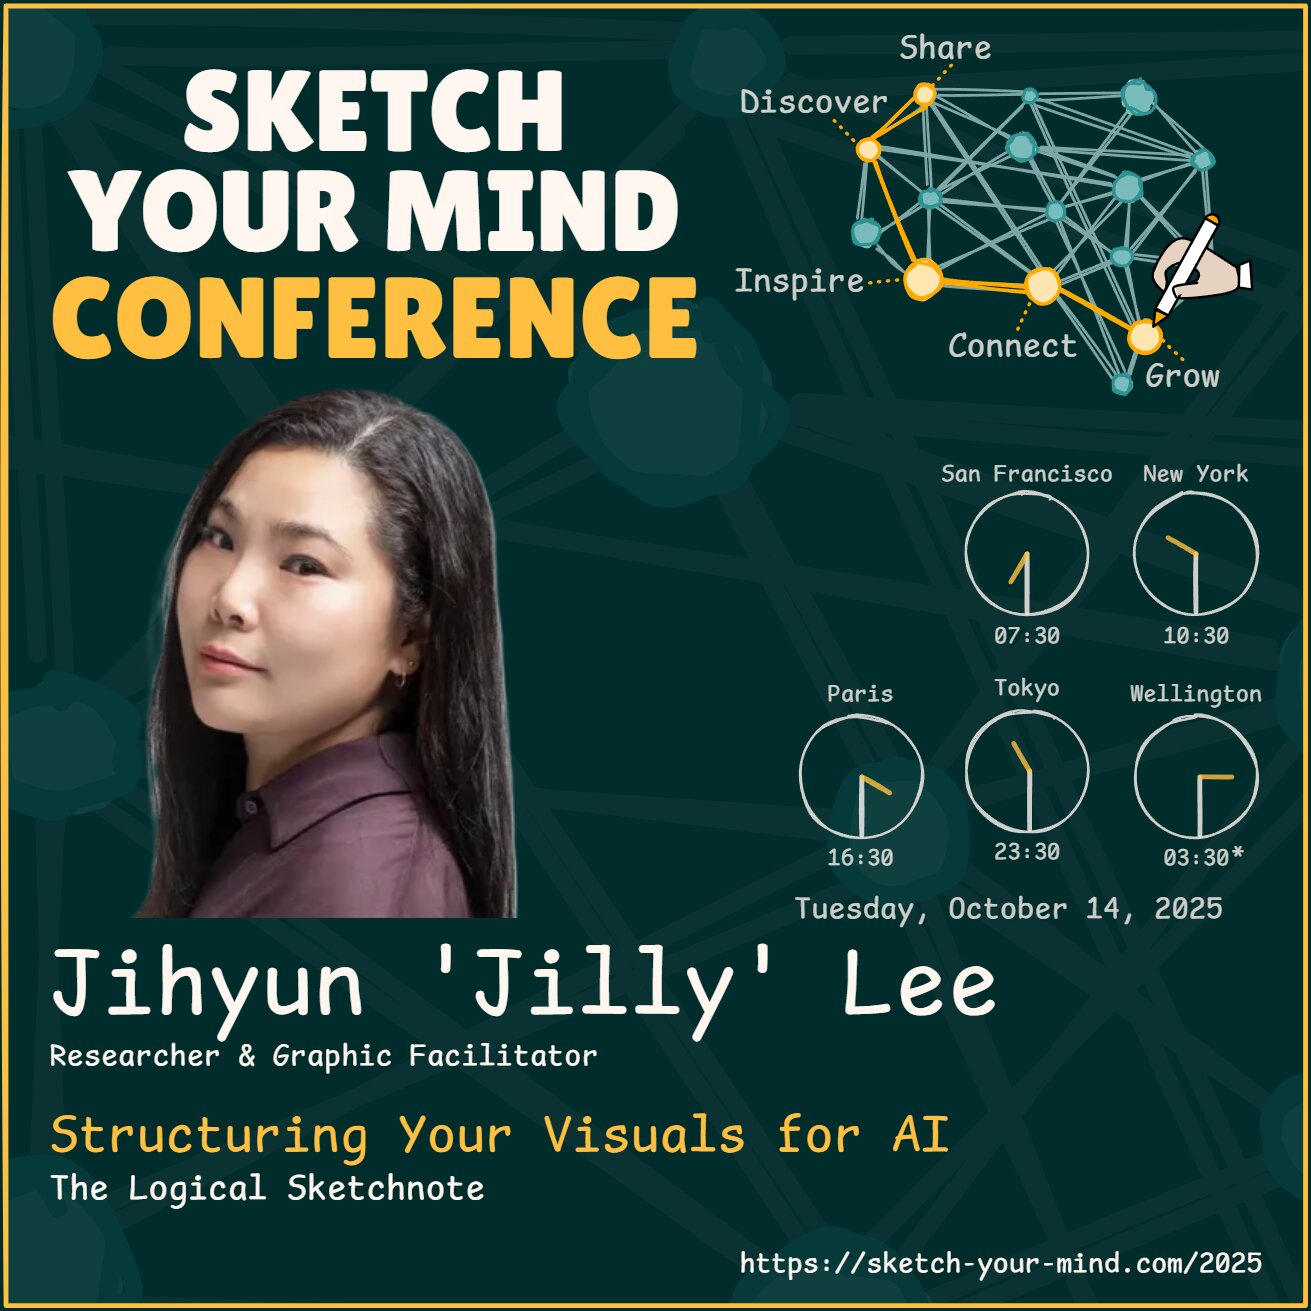 SKETCH
YOUR MIND
CONFERENCE
Share
Discover
Inspire
Connect
Grow
San Francisco
07:30
New York
10:30
Paris
16:30
Tokyo
23:30
Wellington
03:30*
Tuesday, October 14, 2025
Jihyun 'Jilly' Lee
Researcher & Graphic Facilitator
Structuring Your Visuals for AI
The Logical Sketchnote
https://sketch-your-mind.com/2025